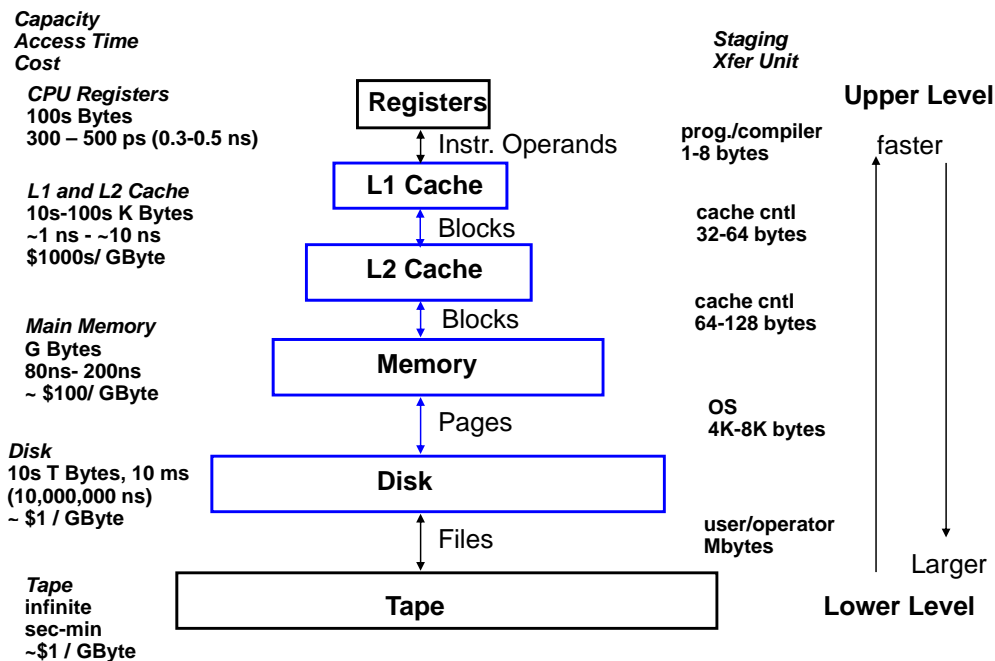 Capacity
Access Time
Cost
CPU Registers
100s Bytes
300 – 500 ps (0.3-0.5 ns)
L1 and L2 Cache
10s-100s K Bytes
~1 ns - ~10 ns
$1000s/ GByte
Main Memory
G Bytes
80ns- 200ns
~ $100/ GByte
Disk
10s T Bytes, 10 ms
(10,000,000 ns)
~ $1 / GByte
Tape
infinite
sec-min
~$1 / GByte
Registers
Instr. Operands
L1 Cache
Blocks
L2 Cache
Blocks
Memory
Pages
Disk
Files
Tape
Staging
Xfer Unit
prog./compiler
1-8 bytes
cache cntl
32-64 bytes
cache cntl
64-128 bytes
OS
4K-8K bytes
user/operator
Mbytes
Upper Level
faster
Larger
Lower Level